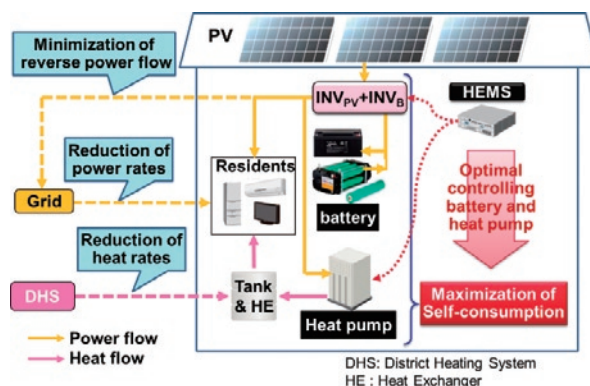 PV
Minimization of
reverse power flow
INVPV+INVB
HEMS
Reduction of
power rates
Residents
Grid
battery
Optimal
controlling
battery and
heat pump
Reduction of
heat rates
DHS
Tank
& HE
Heat pump
Maximization of
Self-consumption
Power flow
Heat flow
DHS: District Heating System
HE : Heat Exchanger